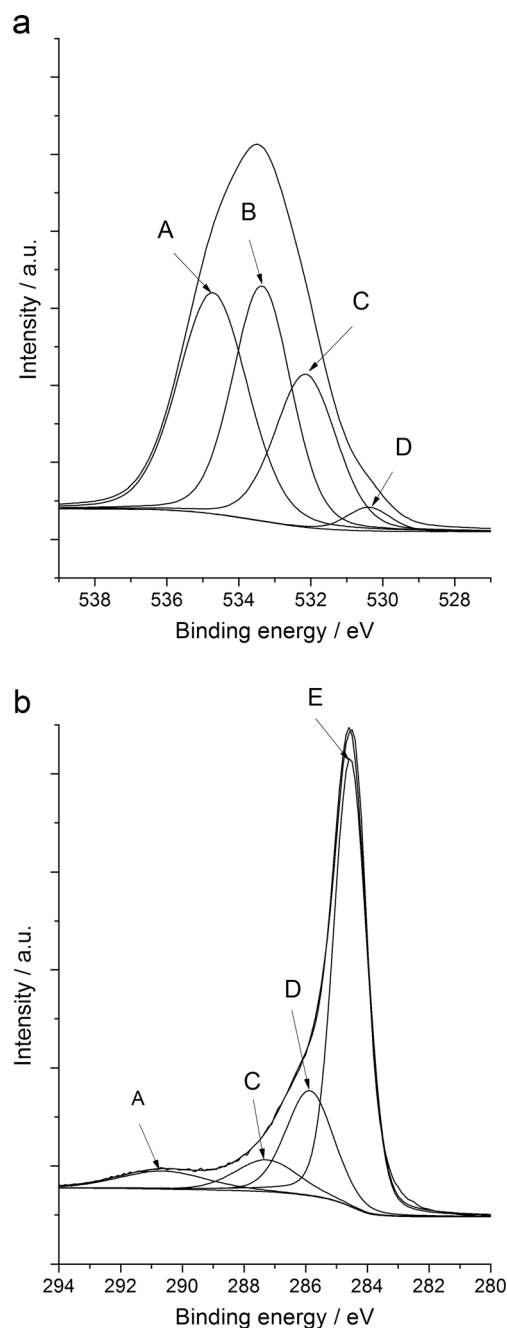 a
Intensity / a.u.
A
B
C
D
538 536 534 532 530 528
Binding energy / eV
b
Intensity / a.u.
E
D
C
A
294 292 290 288 286 284 282 280
Binding energy / eV